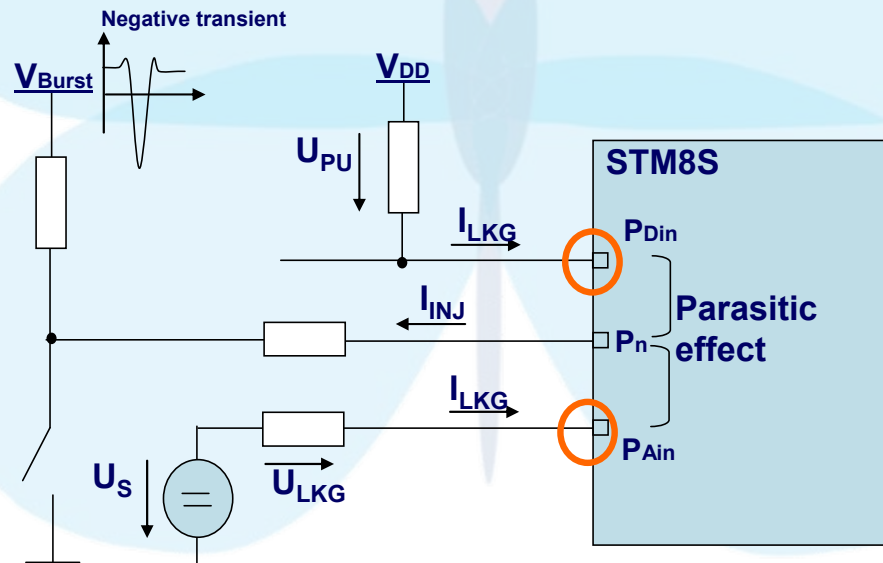 Negative transient
VBurst
VDD
UPU
STM8S
ILKG
PDin
IINJ
Parasitic
effect
Pn
ILKG
PAin
US
ULKG